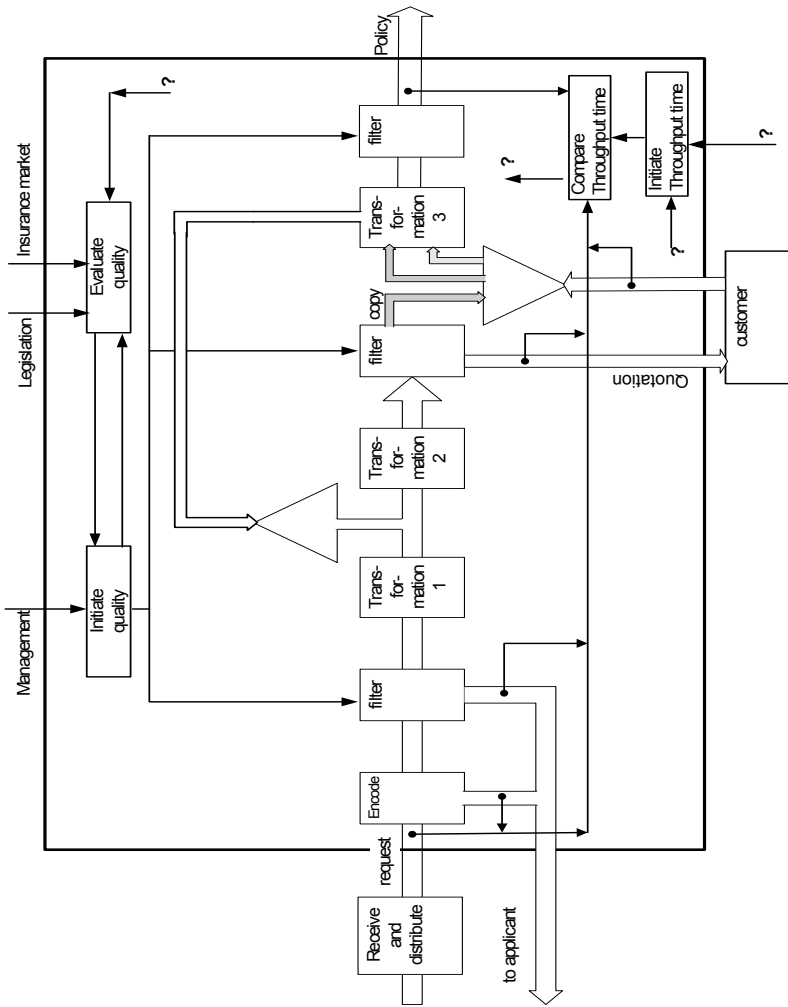 Management
Legislation
Insurance market
Initiate
quality
Evaluate
quality
?
Receive
and
distribute
request
Encode
filter
Trans-
for-
mation
1
Trans-
for-
mation
2
filter
copy
Trans-
for-
mation
3
filter
Policy
?
Compare
Throughput time
Initiate
Throughput time
?
?
to applicant
Quotation
customer